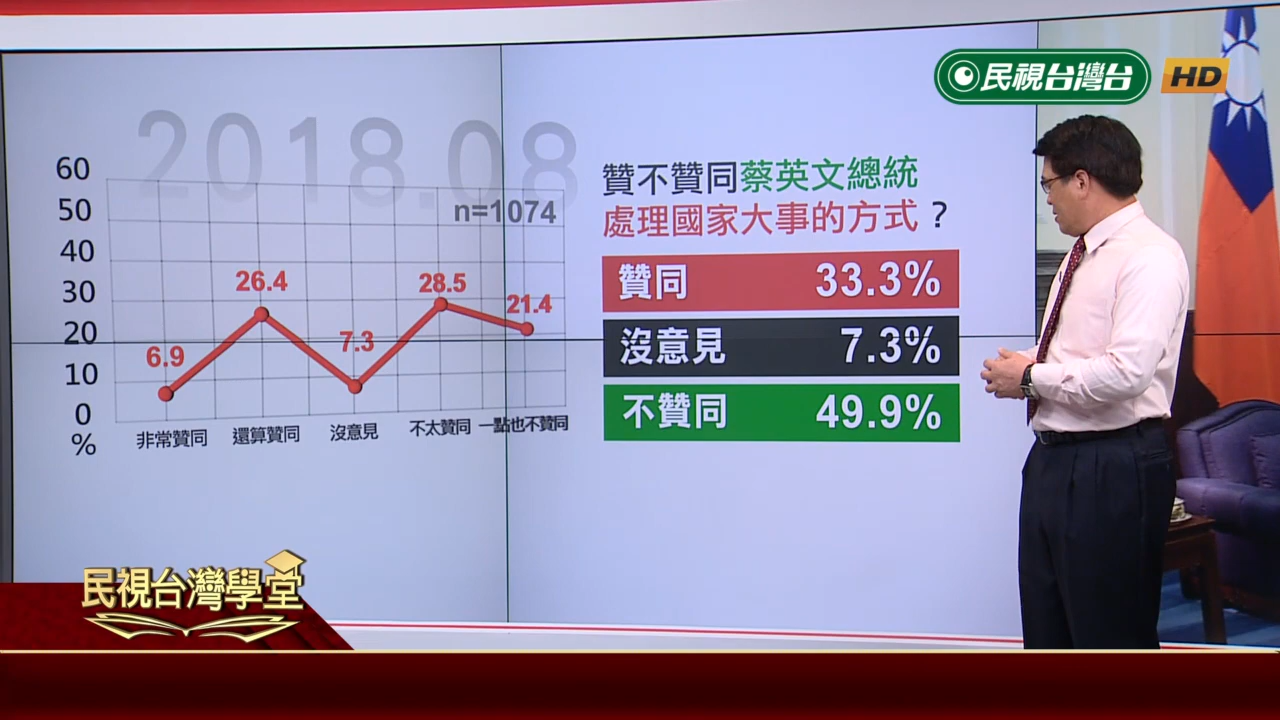 民視台灣台 HD
2018.08
n=1074
60
50
40
30
20
10
0
%
6.9
26.4
7.3
28.5
21.4
非常贊同 還算贊同 沒意見 不太贊同 一點也不贊同
贊不贊同蔡英文總統
處理國家大事的方式?
贊同 33.3%
沒意見 7.3%
不贊同 49.9%
民視台灣學堂